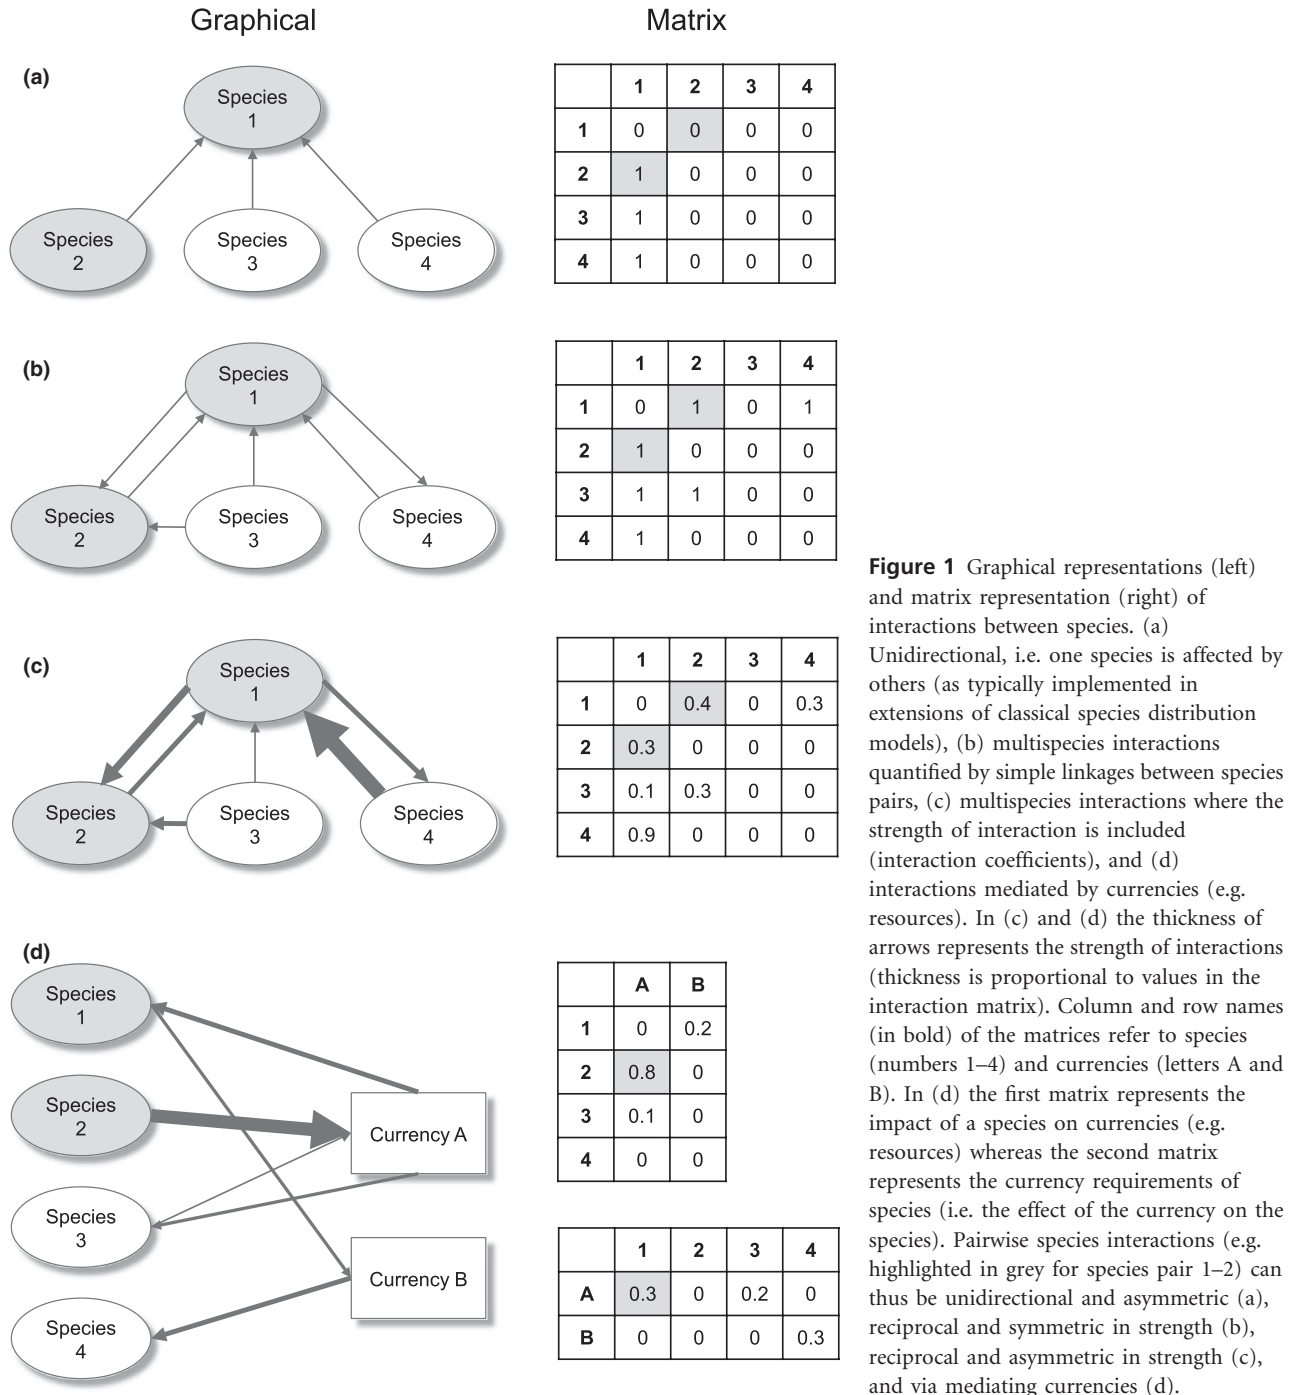 Graphical
Matrix
(a)
Species
1
Species
2
Species
3
Species
4
1 2 3 4
1 0 0 0 0
2 1 0 0 0
3 1 0 0 0
4 1 0 0 0
(b)
Species
1
Species
2
Species
3
Species
4
1 2 3 4
1 0 1 0 1
2 1 0 0 0
3 1 1 0 0
4 1 0 0 0
(c)
Species
1
Species
2
Species
3
Species
4
1 2 3 4
1 0 0.4 0 0.3
2 0.3 0 0 0
3 0.1 0.3 0 0
4 0.9 0 0 0
(d)
Species
1
Species
2
Species
3
Species
4
Currency A
Currency B
A B
1 0 0.2
2 0.8 0
3 0.1 0
4 0 0
1 2 3 4
A 0.3 0 0.2 0
B 0 0 0 0.3
Figure 1 Graphical representations (left)
and matrix representation (right) of
interactions between species. (a)
Unidirectional, i.e. one species is affected by
others (as typically implemented in
extensions of classical species distribution
models), (b) multispecies interactions
quantified by simple linkages between species
pairs, (c) multispecies interactions where the
strength of interaction is included
(interaction coefficients), and (d)
interactions mediated by currencies (e.g.
resources). In (c) and (d) the thickness of
arrows represents the strength of interactions
(thickness is proportional to values in the
interaction matrix). Column and row names
(in bold) of the matrices refer to species
(numbers 1–4) and currencies (letters A and
B). In (d) the first matrix represents the
impact of a species on currencies (e.g.
resources) whereas the second matrix
represents the currency requirements of
species (i.e. the effect of the currency on the
species). Pairwise species interactions (e.g.
highlighted in grey for species pair 1–2) can
thus be unidirectional and asymmetric (a),
reciprocal and symmetric in strength (b),
reciprocal and asymmetric in strength (c),
and via mediating currencies (d).